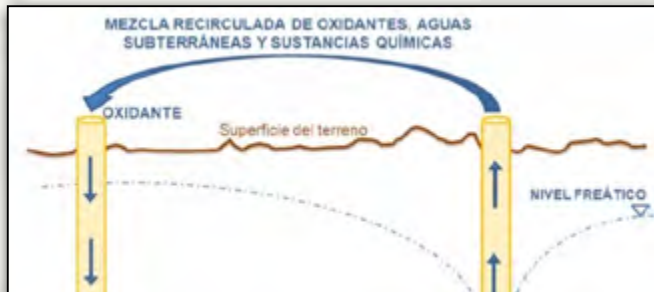 MEZCLA RECIRCULADA DE OXIDANTES, AGUAS
SUBTERRÁNEAS Y SUSTANCIAS QUÍMICAS
OXIDANTE
Superficie del terreno
NIVEL FREÁTICO